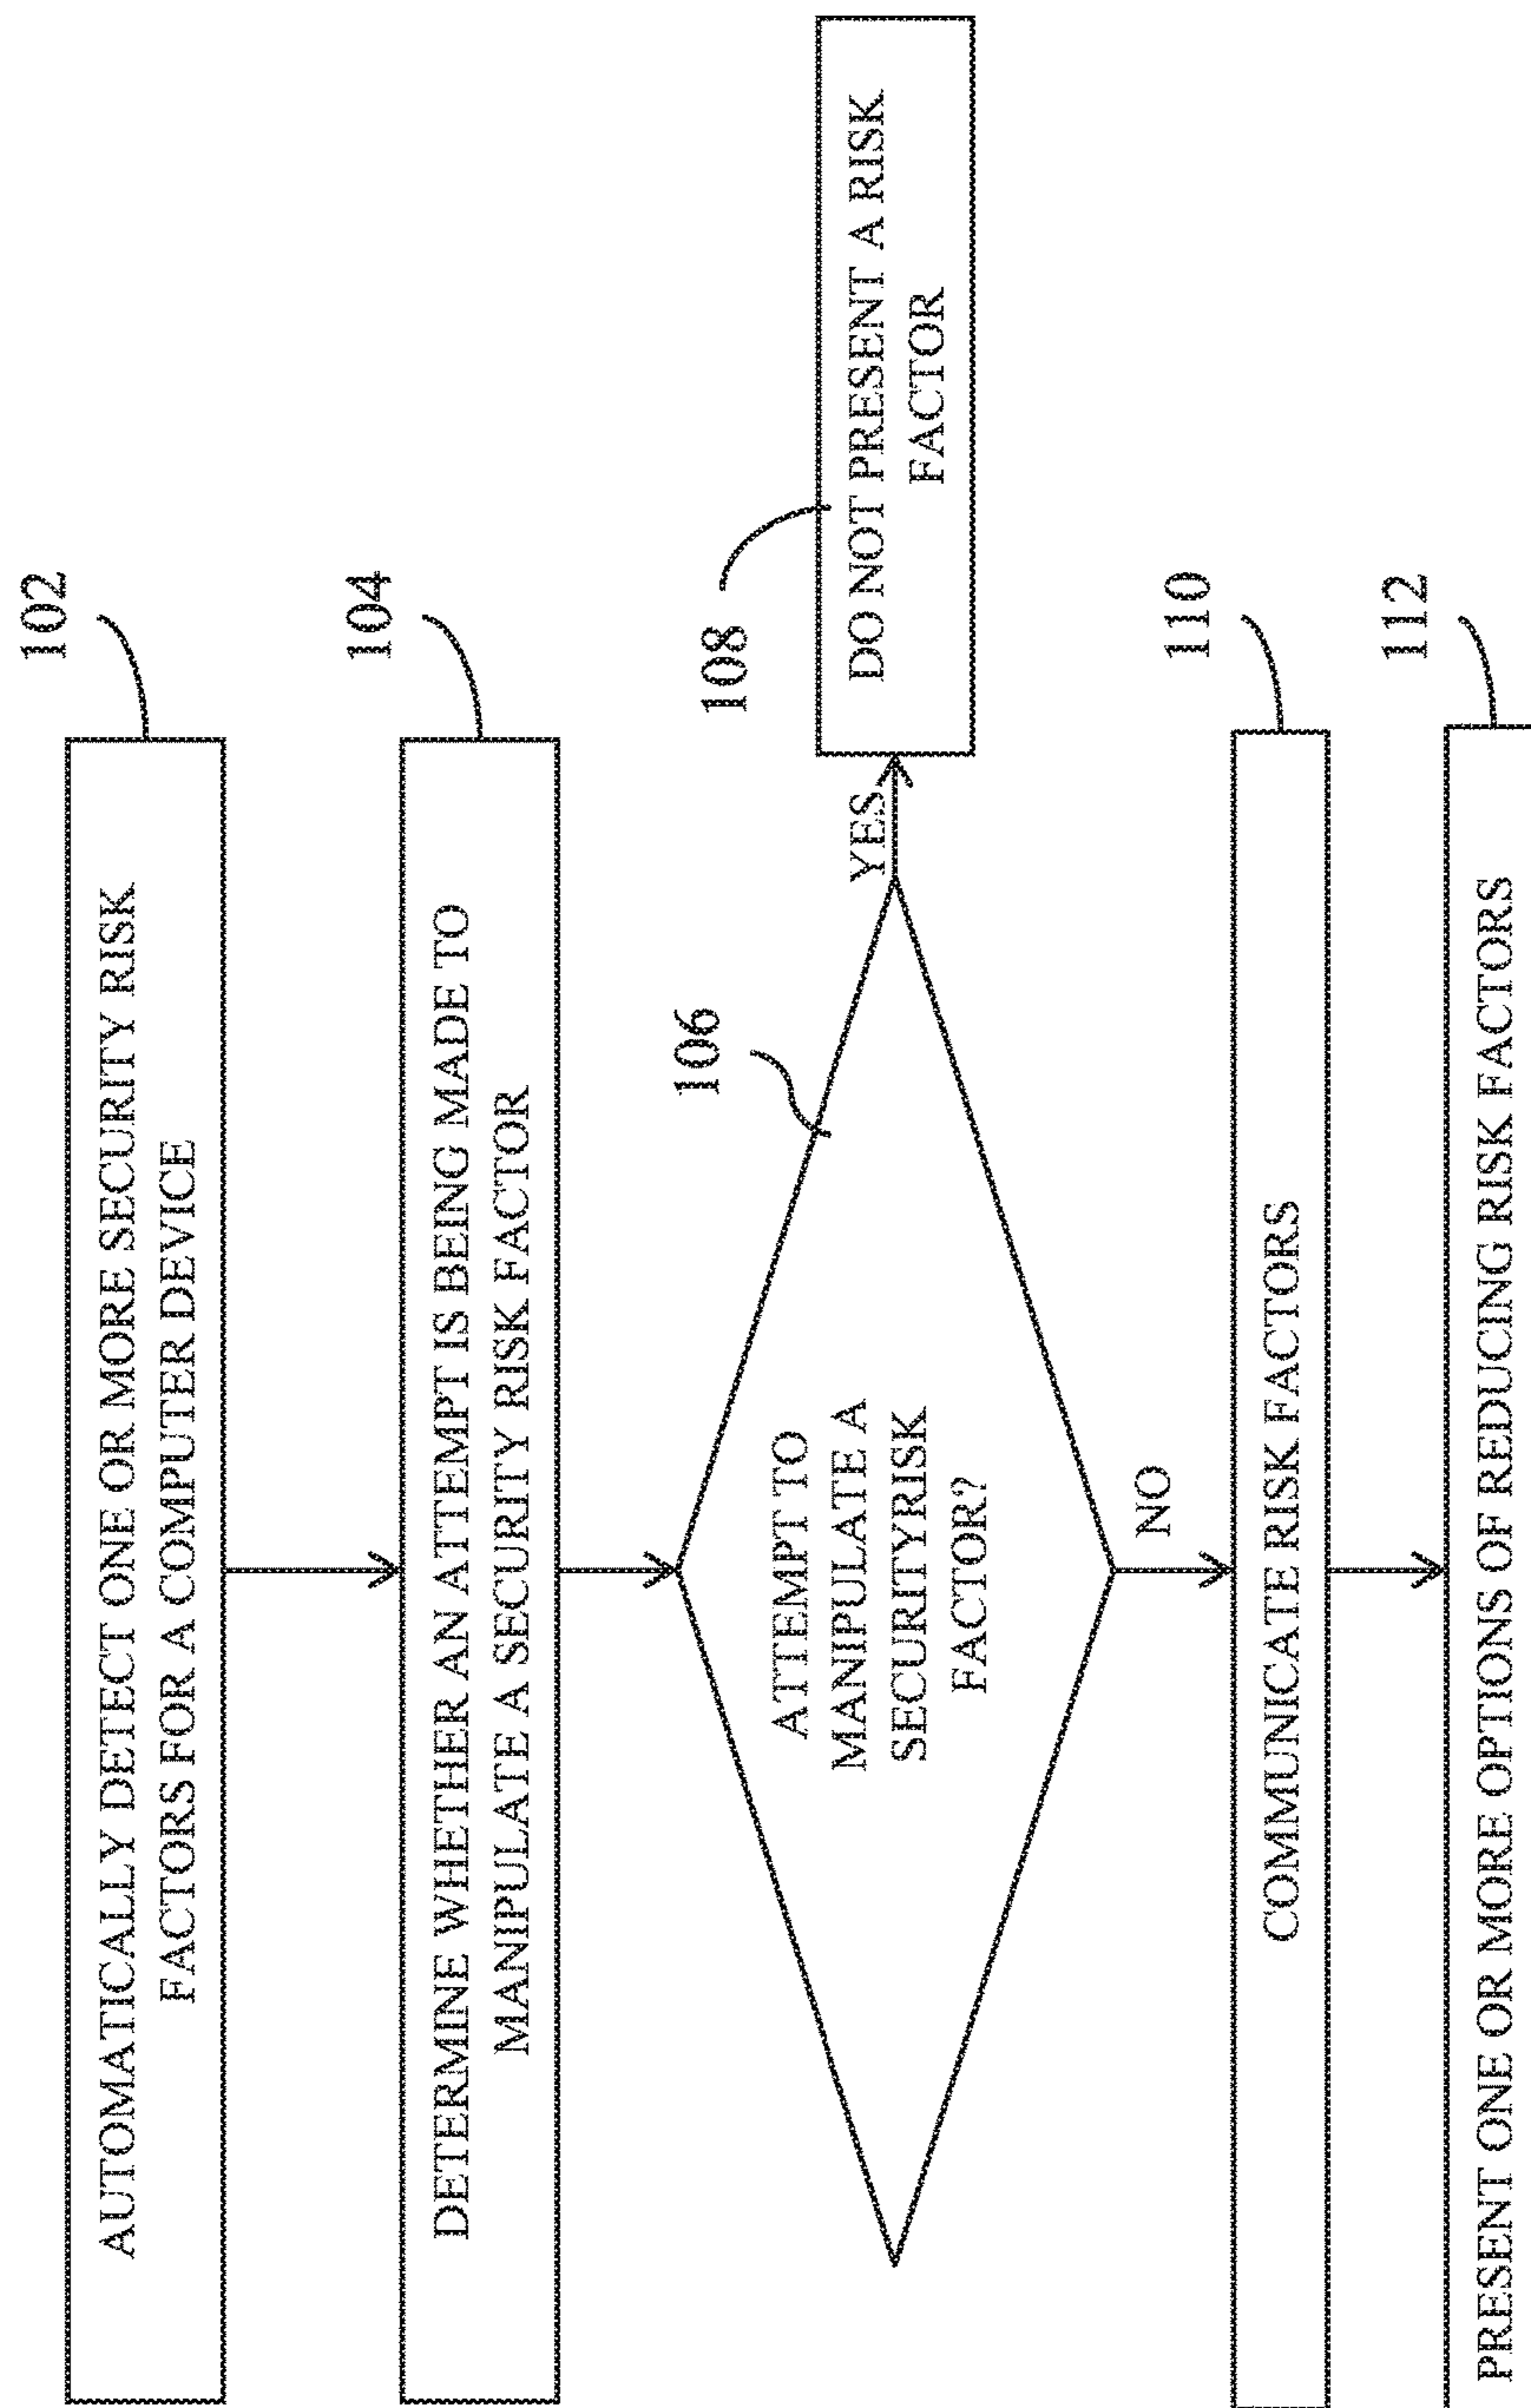 102
AUTOMATICALLY DETECT ONE OR MORE SECURITY RISK
FACTORS FOR A COMPUTER DEVICE
104
DETERMINE WHETHER AN ATTEMPT IS BEING MADE TO
MANIPULATE A SECURITY RISK FACTOR
106
ATTEMPT TO
MANIPULATE A
SECURITYRISK
FACTOR?
YES
108
DO NOT PRESENT A RISK
FACTOR
NO
110
COMMUNICATE RISK FACTORS
112
PRESENT ONE OR MORE OPTIONS OF REDUCING RISK FACTORS